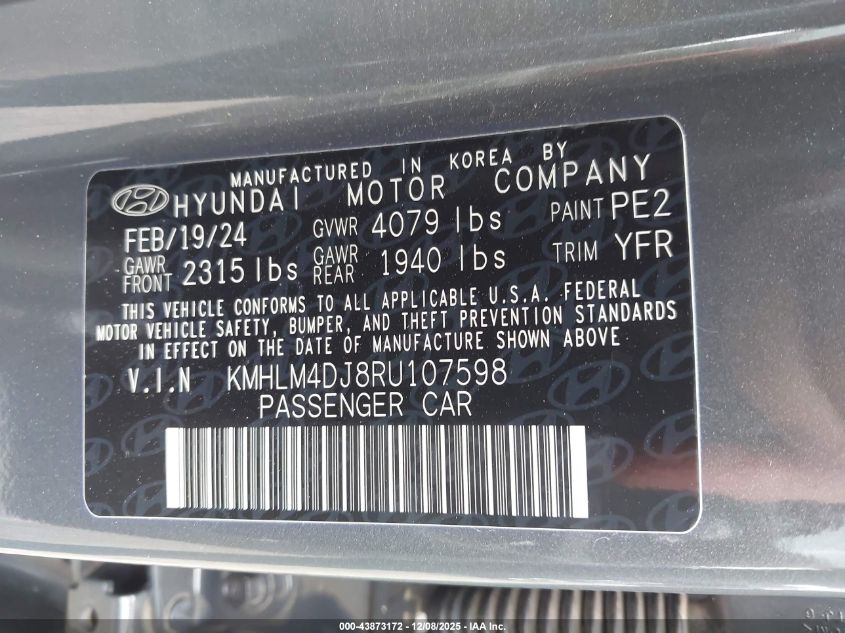 MANUFACTURED IN KOREA BY
HYUNDAI MOTOR COMPANY
FEB/19/24 GVWR 4079 lbs PAINT PE2
GAWR FRONT 2315 lbs GAWR REAR 1940 lbs TRIM YFR
THIS VEHICLE CONFORMS TO ALL APPLICABLE U.S.A. FEDERAL
MOTOR VEHICLE SAFETY, BUMPER, AND THEFT PREVENTION STANDARDS
IN EFFECT ON THE DATE OF MANUFACTURE SHOWN ABOVE
V.I.N KMHLM4DJ8RU107598
PASSENGER CAR
000-43873172 - 12/08/2025 - IAA Inc.